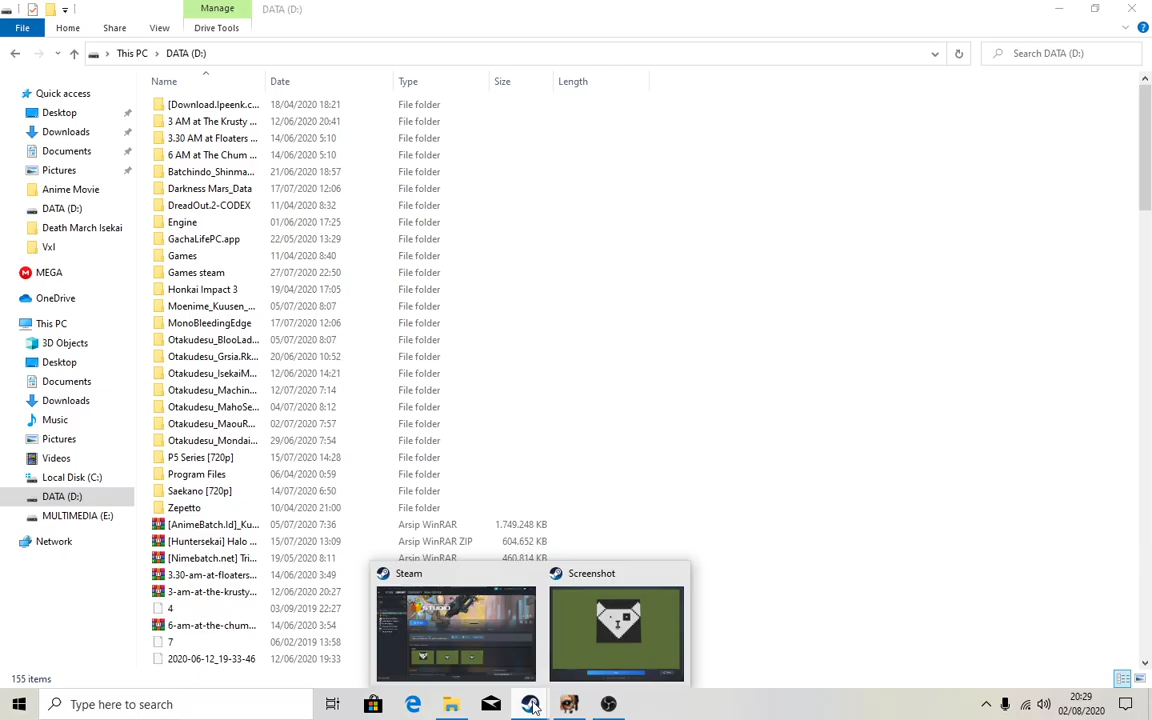 Manage
DATA (D:)
File
Home
Share
View
Drive Tools
This PC
DATA (D:)
Search DATA (D:)
Name
Date
Type
Size
Length
Quick access
Desktop
Downloads
Documents
Pictures
Anime Movie
DATA (D:)
Death March Isekai
VxI
MEGA
OneDrive
This PC
3D Objects
Desktop
Documents
Downloads
Music
Pictures
Videos
Local Disk (C:)
DATA (D:)
MULTIMEDIA (E:)
Network
[Download.Ipeenk.c... 18/04/2020 18:21 File folder
3 AM at The Krusty ... 12/06/2020 20:41 File folder
3.30 AM at Floaters ... 14/06/2020 5:10 File folder
6 AM at The Chum ... 14/06/2020 5:10 File folder
Batchindo_Shinma... 21/06/2020 18:57 File folder
Darkness Mars_Data 17/07/2020 12:06 File folder
DreadOut.2-CODEX 11/04/2020 8:32 File folder
Engine 01/06/2020 17:25 File folder
GachaLifePC.app 22/05/2020 13:29 File folder
Games 11/04/2020 8:40 File folder
Games steam 27/07/2020 22:50 File folder
Honkai Impact 3 19/04/2020 17:05 File folder
Moenime_Kuusen_... 05/07/2020 8:07 File folder
MonoBleedingEdge 17/07/2020 12:06 File folder
Otakudesu_BlooLad... 05/07/2020 8:07 File folder
Otakudesu_Grsia.Rk... 20/06/2020 10:52 File folder
Otakudesu_IsekaiM... 12/06/2020 14:21 File folder
Otakudesu_Machin... 12/07/2020 7:14 File folder
Otakudesu_MahoSe... 04/07/2020 8:12 File folder
Otakudesu_MaouR... 02/07/2020 7:57 File folder
Otakudesu_Mondai... 29/06/2020 7:54 File folder
P5 Series [720p] 15/07/2020 14:28 File folder
Program Files 06/04/2020 0:59 File folder
Saekano [720p] 14/07/2020 6:50 File folder
Zepetto 10/04/2020 21:00 File folder
[AnimeBatch.Id]_Ku... 05/07/2020 7:36 Arsip WinRAR 1.749.248 KB
[Huntersekai] Halo ... 15/07/2020 13:09 Arsip WinRAR ZIP 604.652 KB
[Nimebatch.net] Tri... 19/05/2020 8:11 Arsip WinRAR 460.814 KB
3.30-am-at-floaters... 14/06/2020 3:49
3-am-at-the-krusty... 12/06/2020 20:27
4 03/09/2019 22:27
6-am-at-the-chum... 14/06/2020 3:54
7 06/02/2019 13:58
2020-06-12_19-33-46 12/06/2020 19:33
Steam
Screenshot
155 items
Type here to search
20:29
02/08/2020